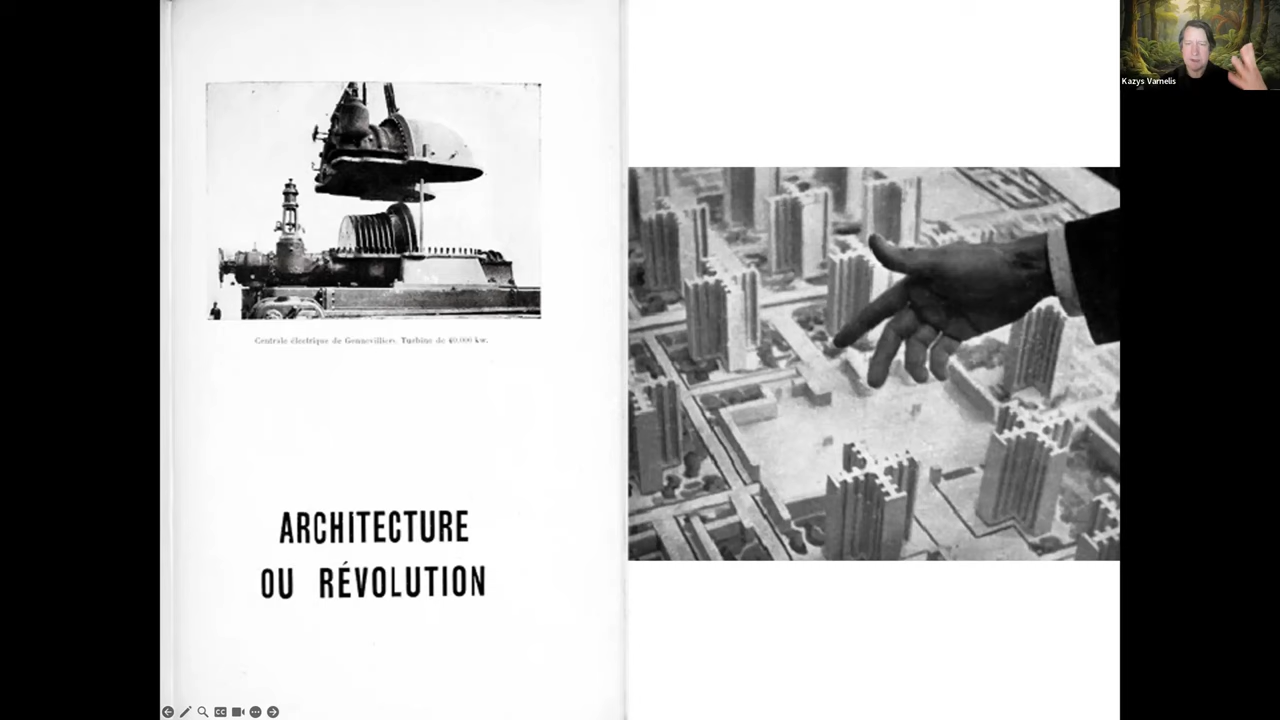 Kazys Varnelis
Centrale électrique de Gennevilliers. Turbine de 40.000 kw.
ARCHITECTURE
OU RÉVOLUTION